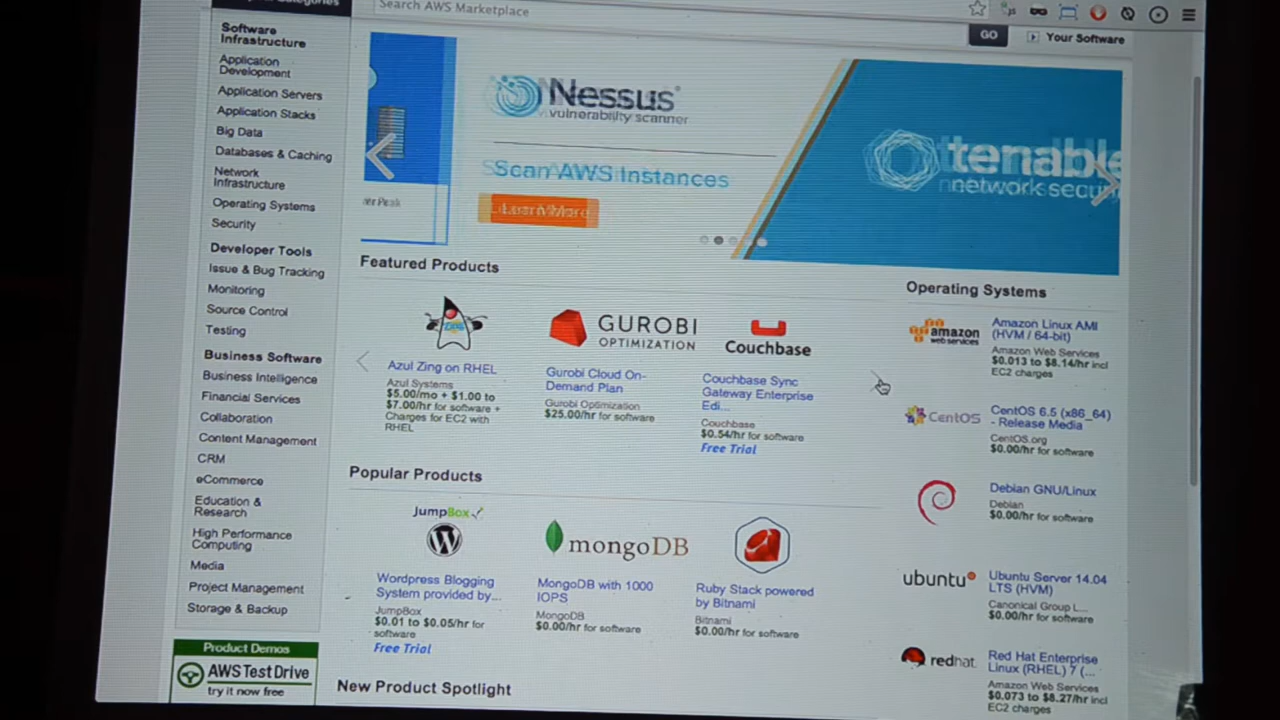 Search AWS Marketplace
GO
Your Software
Software
Infrastructure
Application
Development
Application Servers
Application Stacks
Big Data
Databases & Caching
Network
Infrastructure
Operating Systems
Security
Developer Tools
Issue & Bug Tracking
Monitoring
Source Control
Testing
Business Software
Business Intelligence
Financial Services
Collaboration
Content Management
CRM
eCommerce
Education &
Research
High Performance
Computing
Media
Project Management
Storage & Backup
Product Demos
AWS Test Drive
try it now free
Nessus®
vulnerability scanner
Scan AWS Instances
Learn More
Peak
tenable
network securi
Featured Products
Azul Zing on RHEL
Azul Systems
$5.00/mo + $1.00 to
$7.00/hr for software +
Charges for EC2 with
RHEL
GUROBI
OPTIMIZATION
Gurobi Cloud On-
Demand Plan
Gurobi Optimization
$25.00/hr for software
Couchbase
Couchbase Sync
Gateway Enterprise
Edi...
Couchbase
$0.54/hr for software
Free Trial
Popular Products
JumpBox
Wordpress Blogging
System provided by...
JumpBox
$0.01 to $0.05/hr for
software
Free Trial
mongoDB
MongoDB with 1000
IOPS
MongoDB
$0.00/hr for software
Ruby Stack powered
by Bitnami
Bitnami
$0.00/hr for software
New Product Spotlight
Operating Systems
amazon
web services
Amazon Linux AMI
(HVM / 64-bit)
Amazon Web Services
$0.013 to $8.14/hr incl
EC2 charges
CentOS
CentOS 6.5 (x86_64)
- Release Media
CentOS.org
$0.00/hr for software
Debian GNU/Linux
Debian
$0.00/hr for software
ubuntu
Ubuntu Server 14.04
LTS (HVM)
Canonical Group L...
$0.00/hr for software
redhat.
Red Hat Enterprise
Linux (RHEL) 7 (...
Amazon Web Services
$0.073 to $8.27/hr incl
EC2 charges